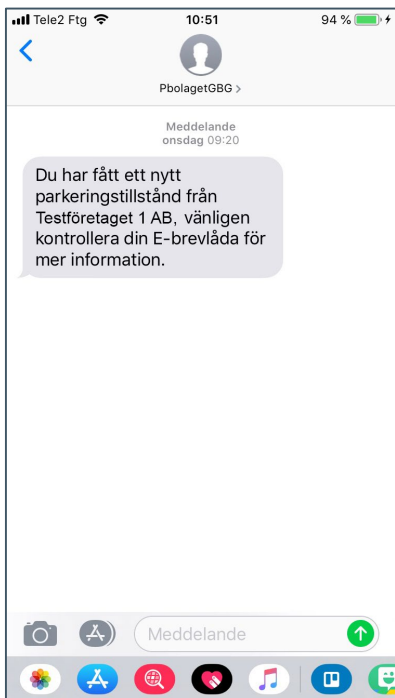 Tele2 Ftg 10:51 94 %
PbolagetGBG >
Meddelande
onsdag 09:20
Du har fått ett nytt
parkeringstillstånd från
Testföretaget 1 AB, vänligen
kontrollera din E-brevlåda för
mer information.
Meddelande